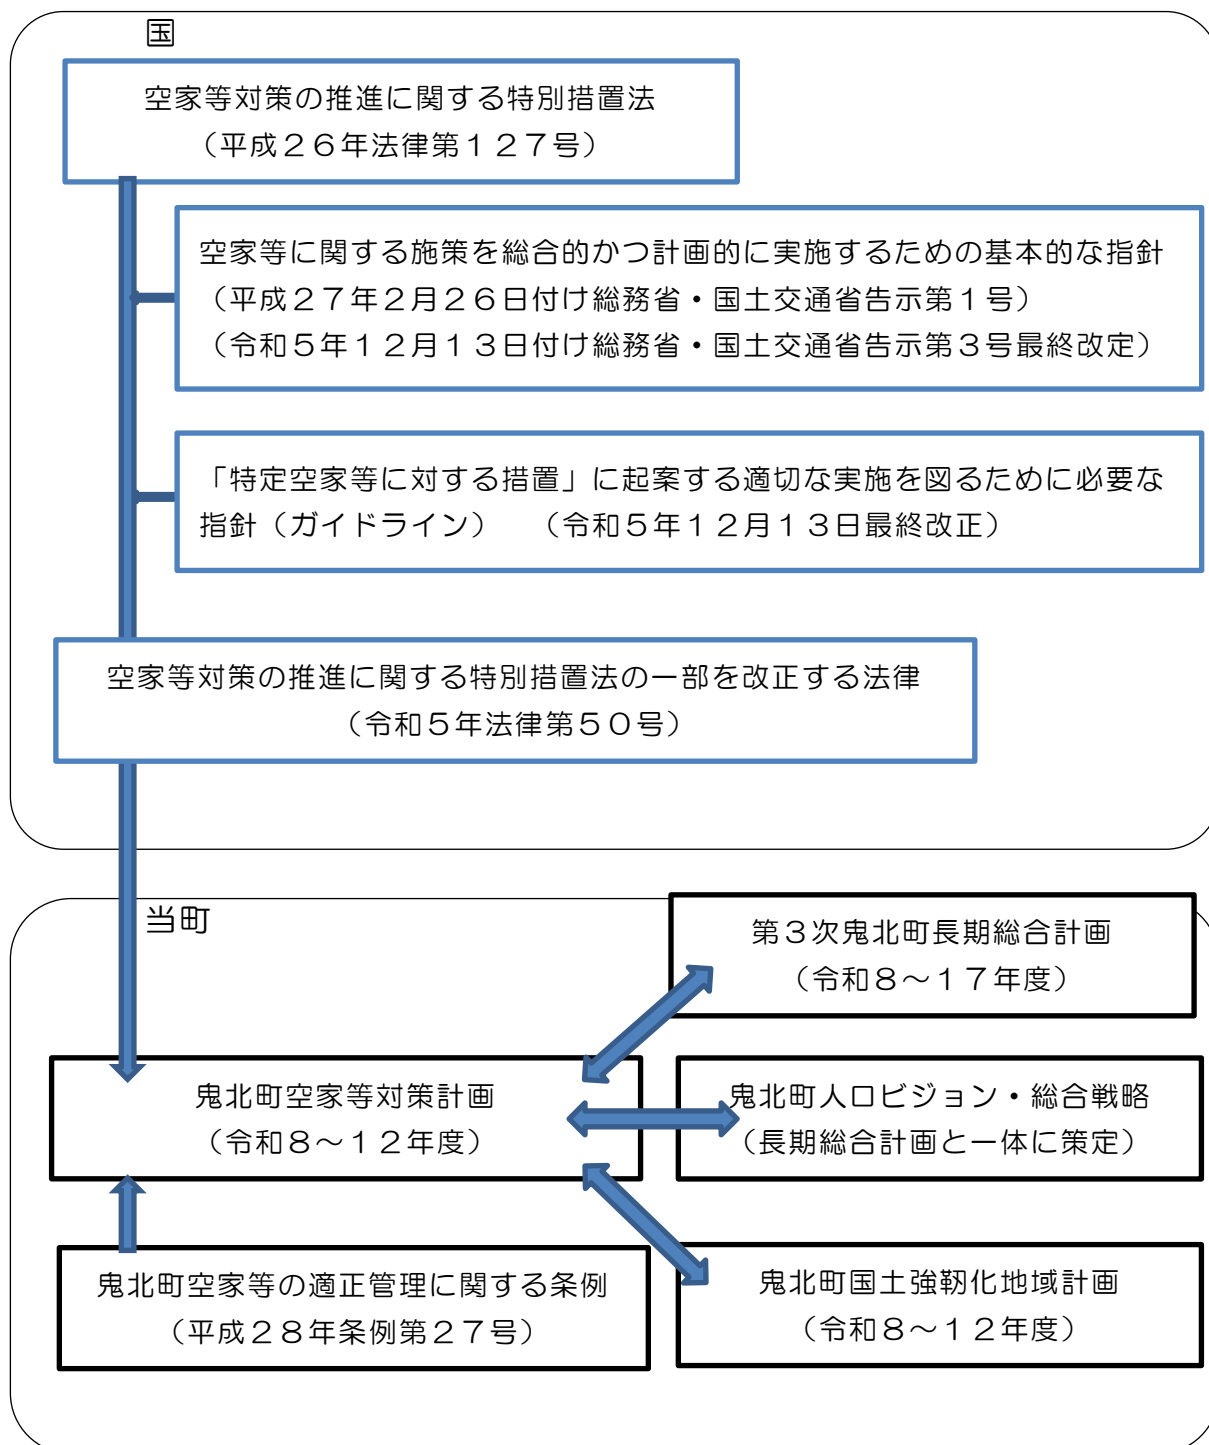 国
空家等対策の推進に関する特別措置法
（平成２６年法律第１２７号）
空家等に関する施策を総合的かつ計画的に実施するための基本的な指針
（平成２７年２月２６日付け総務省・国土交通省告示第１号）
（令和５年１２月１３日付け総務省・国土交通省告示第３号最終改定）
「特定空家等に対する措置」に起案する適切な実施を図るために必要な
指針（ガイドライン）　（令和５年１２月１３日最終改正）
空家等対策の推進に関する特別措置法の一部を改正する法律
（令和５年法律第５０号）
当町
第３次鬼北町長期総合計画
（令和８～１７年度）
鬼北町空家等対策計画
（令和８～１２年度）
鬼北町人口ビジョン・総合戦略
（長期総合計画と一体に策定）
鬼北町空家等の適正管理に関する条例
（平成２８年条例第２７号）
鬼北町国土強靭化地域計画
（令和８～１２年度）